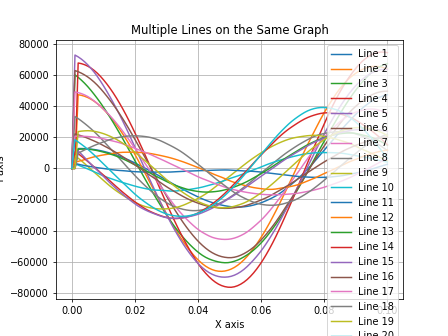 Multiple Lines on the Same Graph
80000
60000
40000
20000
0
−20000
−40000
−60000
−80000
0.00
0.02
0.04
0.06
X axis
Line 1
Line 2
Line 3
Line 4
Line 5
Line 6
Line 7
Line 8
Line 9
Line 10
Line 11
Line 12
Line 13
Line 14
Line 15
Line 16
Line 17
Line 18
Line 19
Line 20